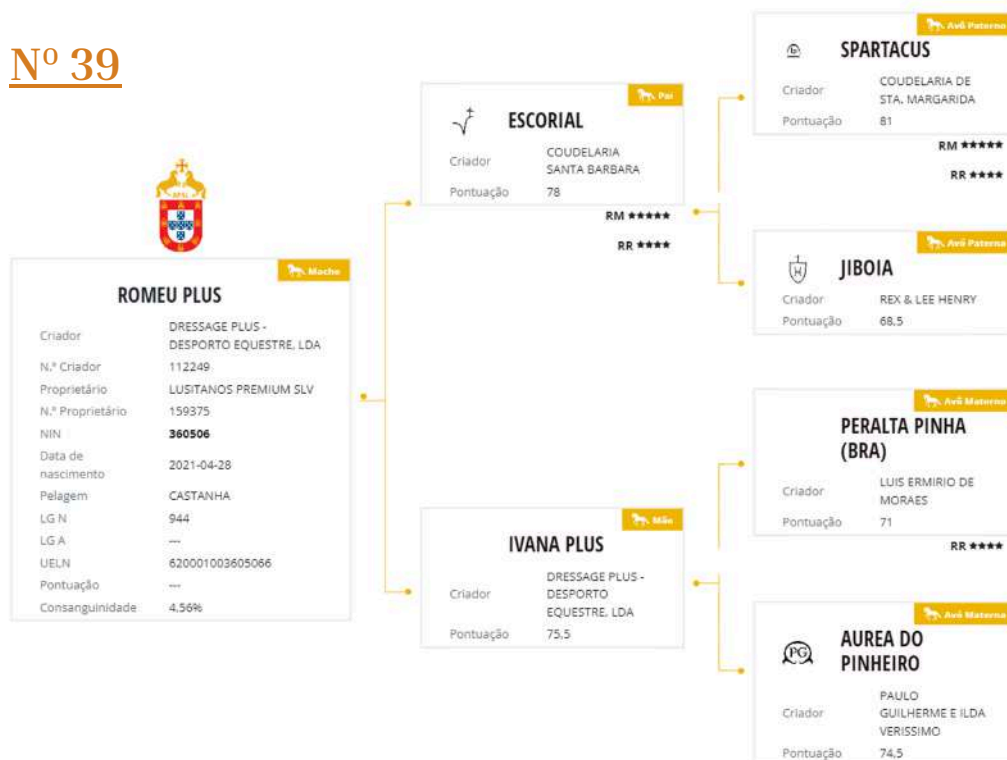 Nº 39
APSL
Macho
ROMEU PLUS
Criador DRESSAGE PLUS -
DESPORTO EQUESTRE, LDA
N.º Criador 112249
Proprietário LUSITANOS PREMIUM SLV
N.º Proprietário 159375
NIN 360506
Data de
nascimento 2021-04-28
Pelagem CASTANHA
LG N 944
LG A ---
UELN 620001003605066
Pontuação ---
Consanguinidade 4,56%
Pai
ESCORIAL
Criador COUDELARIA
SANTA BARBARA
Pontuação 78
RM ★★★★★
RR ★★★★
Mãe
IVANA PLUS
Criador DRESSAGE PLUS -
DESPORTO
EQUESTRE, LDA
Pontuação 75,5
Avô Paterno
SPARTACUS
Criador COUDELARIA DE
STA. MARGARIDA
Pontuação 81
RM ★★★★★
RR ★★★★
Avó Paterna
H
JIBOIA
Criador REX & LEE HENRY
Pontuação 68,5
Avô Materno
PERALTA PINHA
(BRA)
Criador LUIS ERMIRIO DE
MORAES
Pontuação 71
RR ★★★★
Avó Materna
PG
AUREA DO
PINHEIRO
Criador PAULO
GUILHERME E ILDA
VERISSIMO
Pontuação 74,5